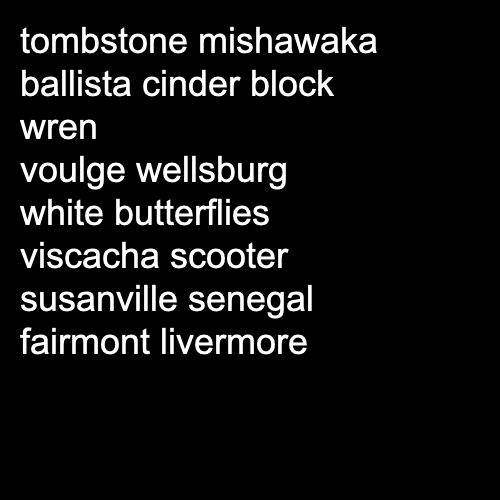 tombstone mishawaka
ballista cinder block
wren
voulge wellsburg
white butterflies
viscacha scooter
susanville senegal
fairmont livermore